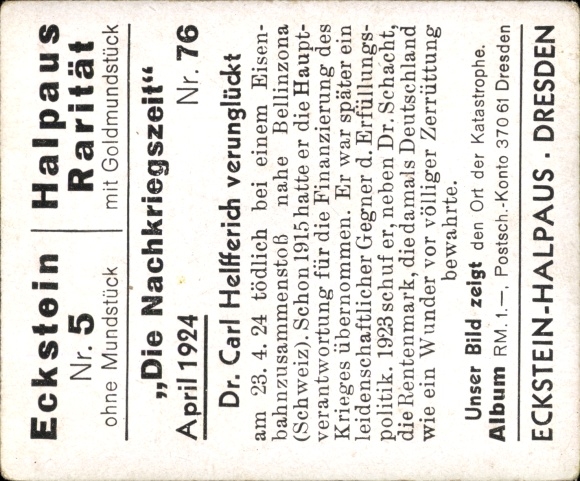 Eckstein
Nr. 5
ohne Mundstück
Halpaus
Rarität
mit Goldmundstück
„Die Nachkriegszeit“
April 1924 Nr. 76
Dr. Carl Helfferich verunglückt
am 23. 4. 24 tödlich bei einem Eisen-
bahnzusammenstoß nahe Bellinzona
(Schweiz). Schon 1915 hatte er die Haupt-
verantwortung für die Finanzierung des
Krieges übernommen. Er war später ein
leidenschaftlicher Gegner d. Erfüllungs-
politik. 1923 schuf er, neben Dr. Schacht,
die Rentenmark, die damals Deutschland
wie ein Wunder vor völliger Zerrüttung
bewahrte.
Unser Bild zeigt den Ort der Katastrophe.
Album RM. 1.—, Postsch.-Konto 370 61 Dresden
ECKSTEIN-HALPAUS · DRESDEN